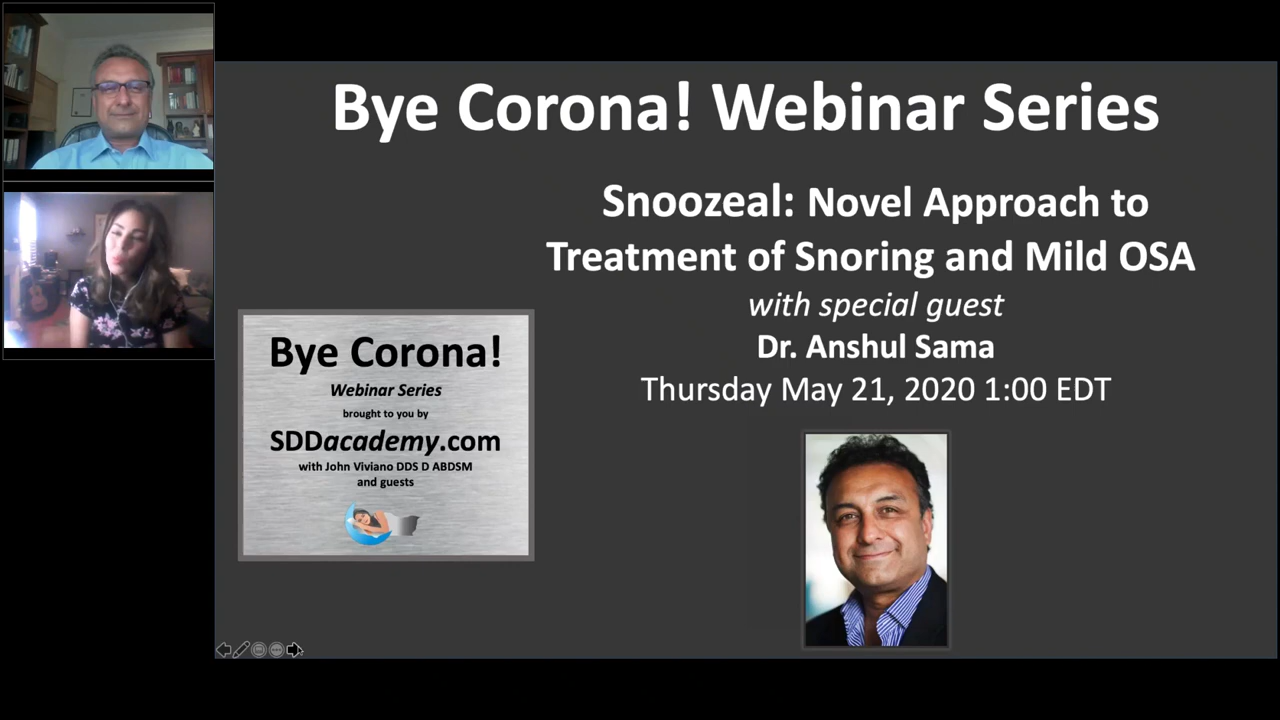 Bye Corona! Webinar Series
Snoozeal: Novel Approach to
Treatment of Snoring and Mild OSA
with special guest
Dr. Anshul Sama
Thursday May 21, 2020 1:00 EDT
Bye Corona!
Webinar Series
brought to you by
SDDacademy.com
with John Viviano DDS D ABDSM
and guests